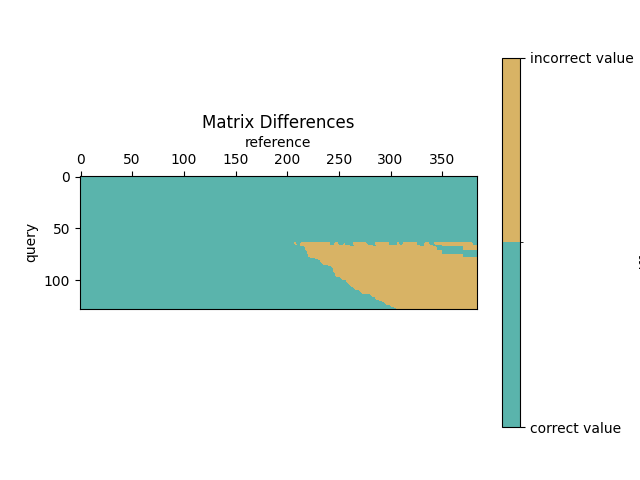 Matrix Differences
reference
0 50 100 150 200 250 300 350
query
0
50
100
incorrect value
correct value